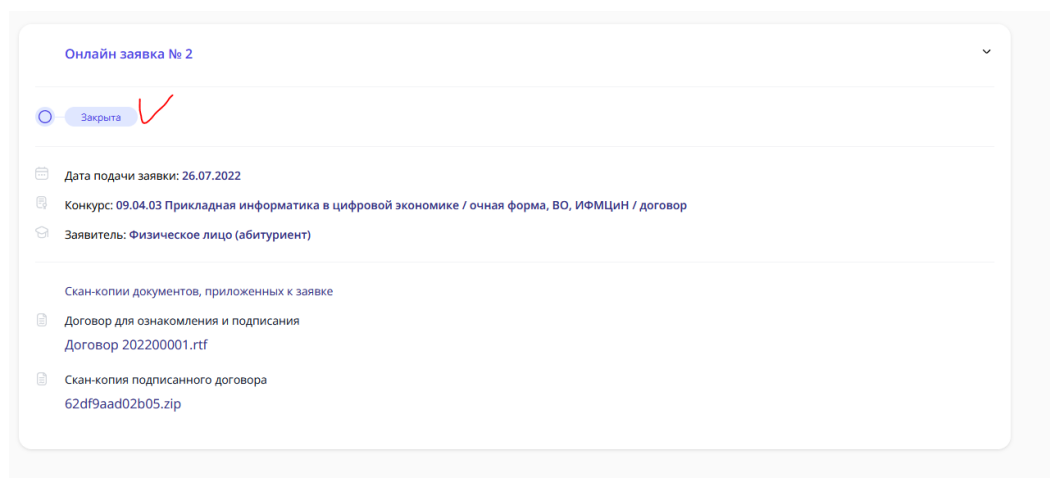 Онлайн заявка № 2
Закрыта
Дата подачи заявки: 26.07.2022
Конкурс: 09.04.03 Прикладная информатика в цифровой экономике / очная форма, ВО, ИФМЦиН / договор
Заявитель: Физическое лицо (абитуриент)
Скан-копии документов, приложенных к заявке
Договор для ознакомления и подписания
Договор 202200001.rtf
Скан-копия подписанного договора
62df9aad02b05.zip